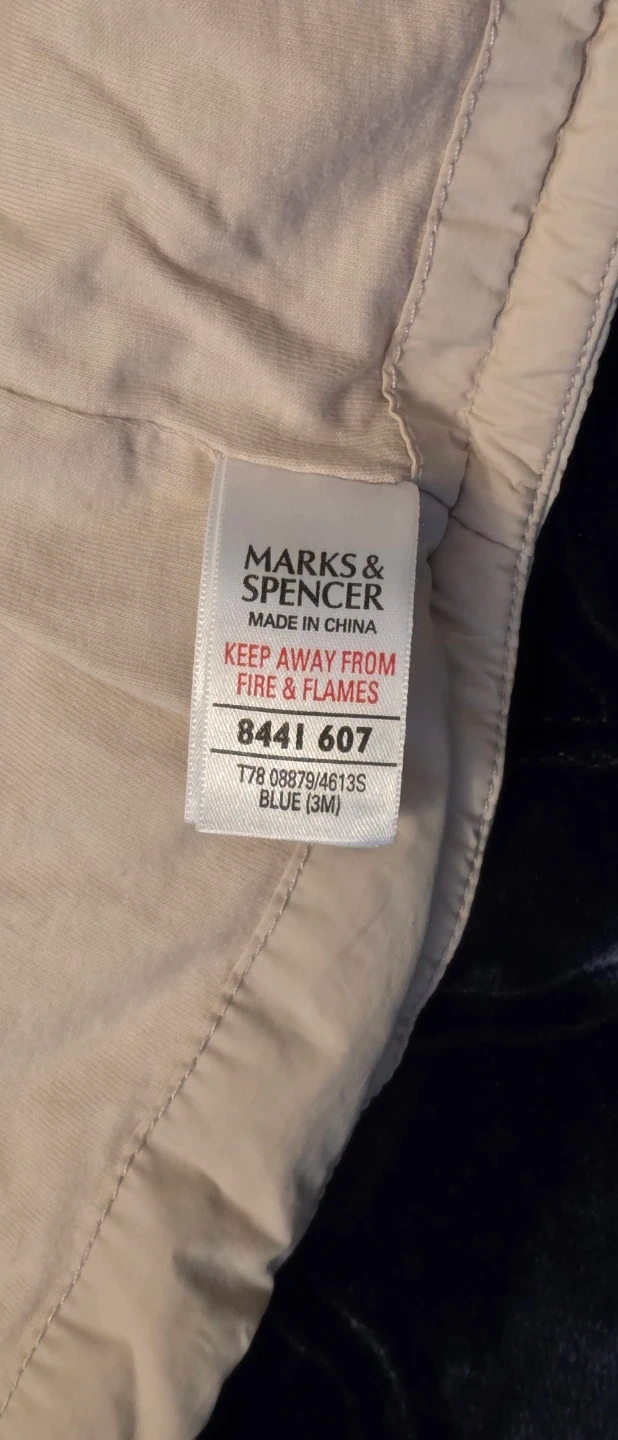 MARKS &
SPENCER
MADE IN CHINA
KEEP AWAY FROM
FIRE & FLAMES
8441 607
T78 08879/4613S
BLUE (3M)